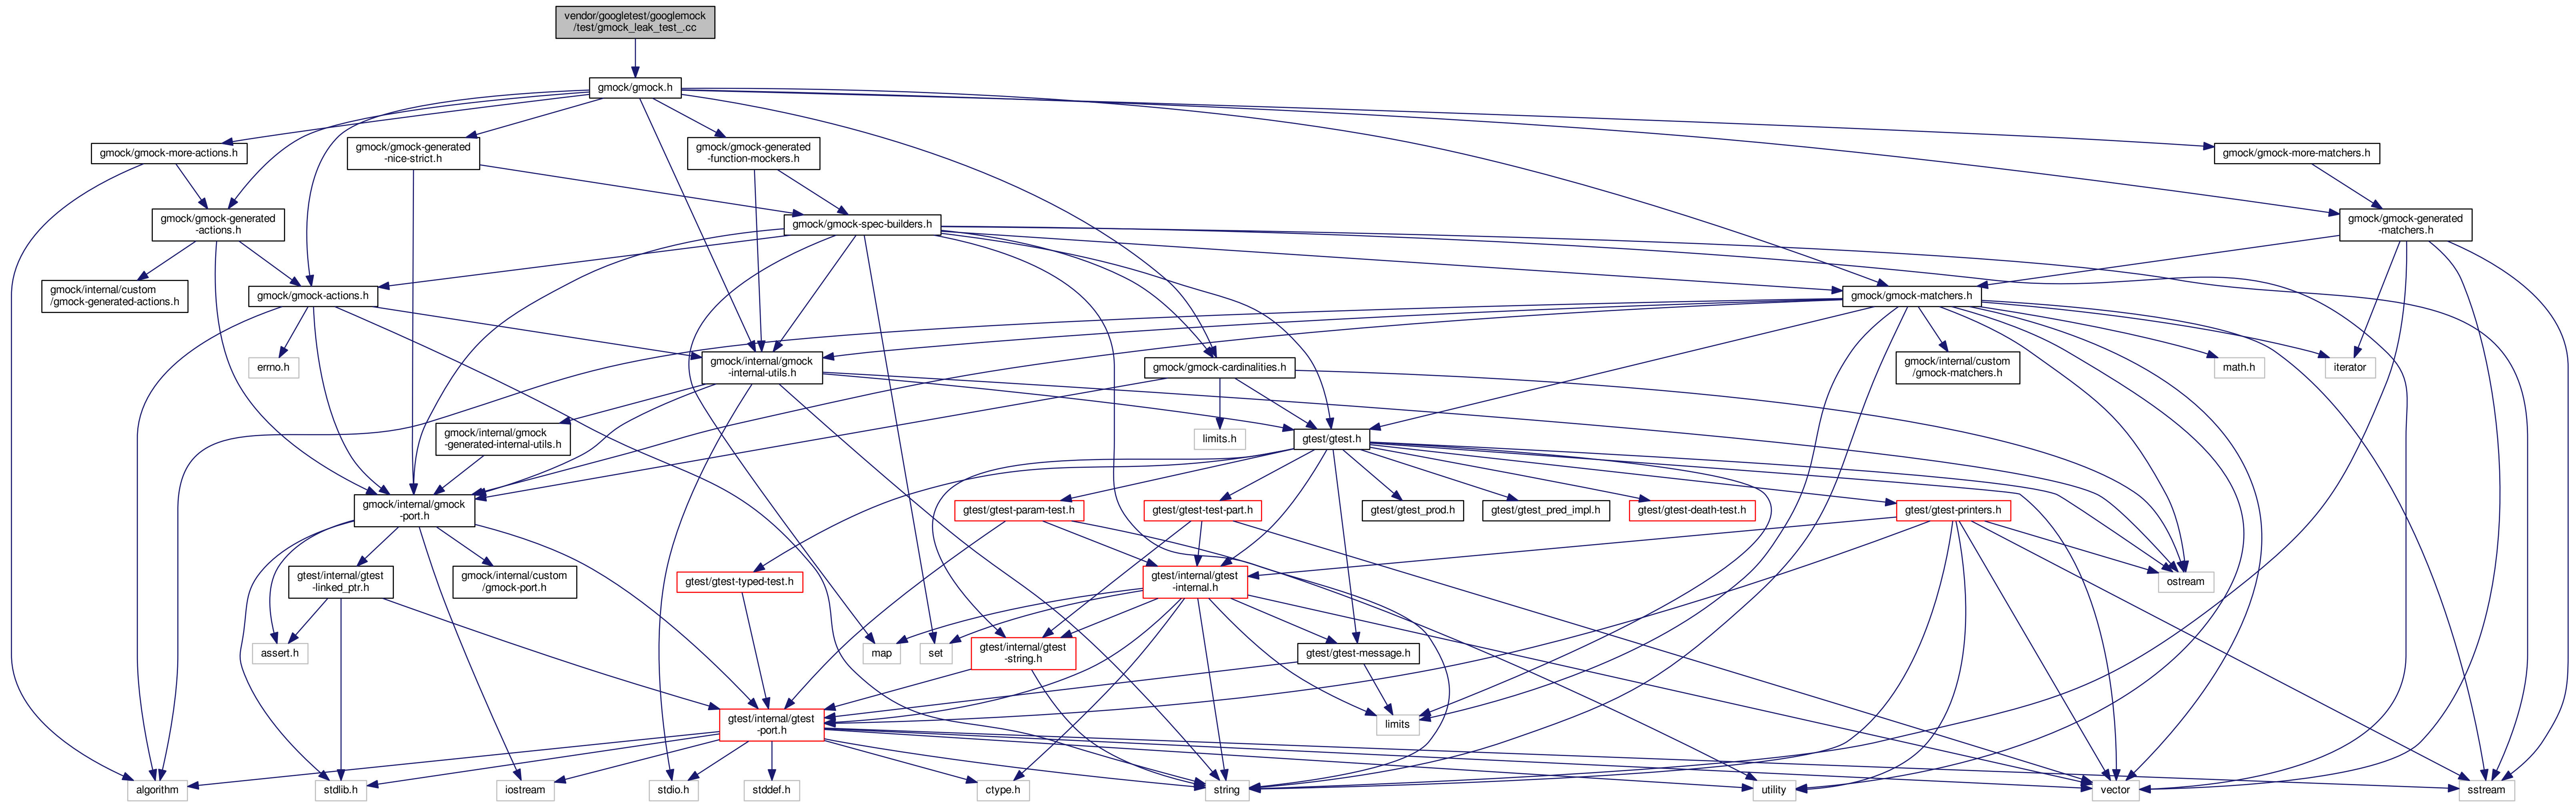 vendor/googletest/googlemock
/test/gmock_leak_test_.cc
gmock/gmock.h
gmock/gmock-more-actions.h
gmock/gmock-generated
-nice-strict.h
gmock/gmock-generated
-function-mockers.h
gmock/gmock-more-matchers.h
gmock/gmock-generated
-actions.h
gmock/gmock-spec-builders.h
gmock/gmock-generated
-matchers.h
gmock/internal/custom
/gmock-generated-actions.h
gmock/gmock-actions.h
gmock/gmock-matchers.h
errno.h
gmock/internal/gmock
-internal-utils.h
gmock/gmock-cardinalities.h
gmock/internal/custom
/gmock-matchers.h
math.h
iterator
gmock/internal/gmock
-generated-internal-utils.h
limits.h
gtest/gtest.h
gmock/internal/gmock
-port.h
gtest/gtest-param-test.h
gtest/gtest-test-part.h
gtest/gtest_prod.h
gtest/gtest_pred_impl.h
gtest/gtest-death-test.h
gtest/gtest-printers.h
gtest/internal/gtest
-linked_ptr.h
gmock/internal/custom
/gmock-port.h
gtest/gtest-typed-test.h
gtest/internal/gtest
-internal.h
ostream
assert.h
map
set
gtest/internal/gtest
-string.h
gtest/gtest-message.h
gtest/internal/gtest
-port.h
limits
algorithm
stdlib.h
iostream
stdio.h
stddef.h
ctype.h
string
utility
vector
sstream